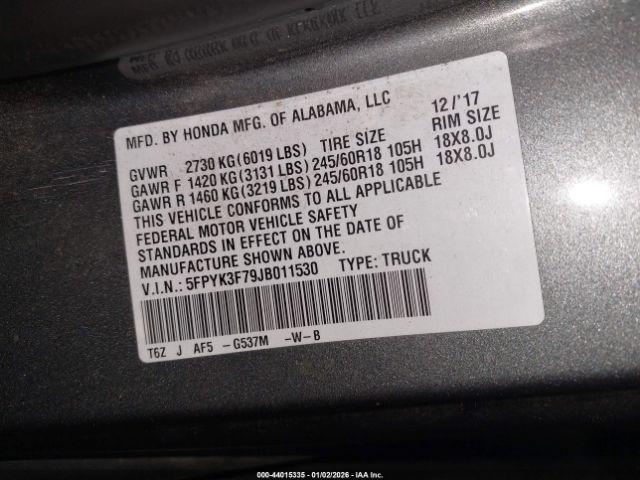 MFD. BY HONDA MFG. OF ALABAMA, LLC 12/'17
GVWR 2730 KG(6019 LBS) TIRE SIZE RIM SIZE
GAWR F 1420 KG(3131 LBS) 245/60R18 105H 18X8.0J
GAWR R 1460 KG(3219 LBS) 245/60R18 105H 18X8.0J
THIS VEHICLE CONFORMS TO ALL APPLICABLE
FEDERAL MOTOR VEHICLE SAFETY
STANDARDS IN EFFECT ON THE DATE OF
MANUFACTURE SHOWN ABOVE.
V.I.N.: 5FPYK3F79JB011530 TYPE: TRUCK
T6Z J AF5 -G537M -W-B
000-44015335 | 01/02/2026 | IAA Inc.